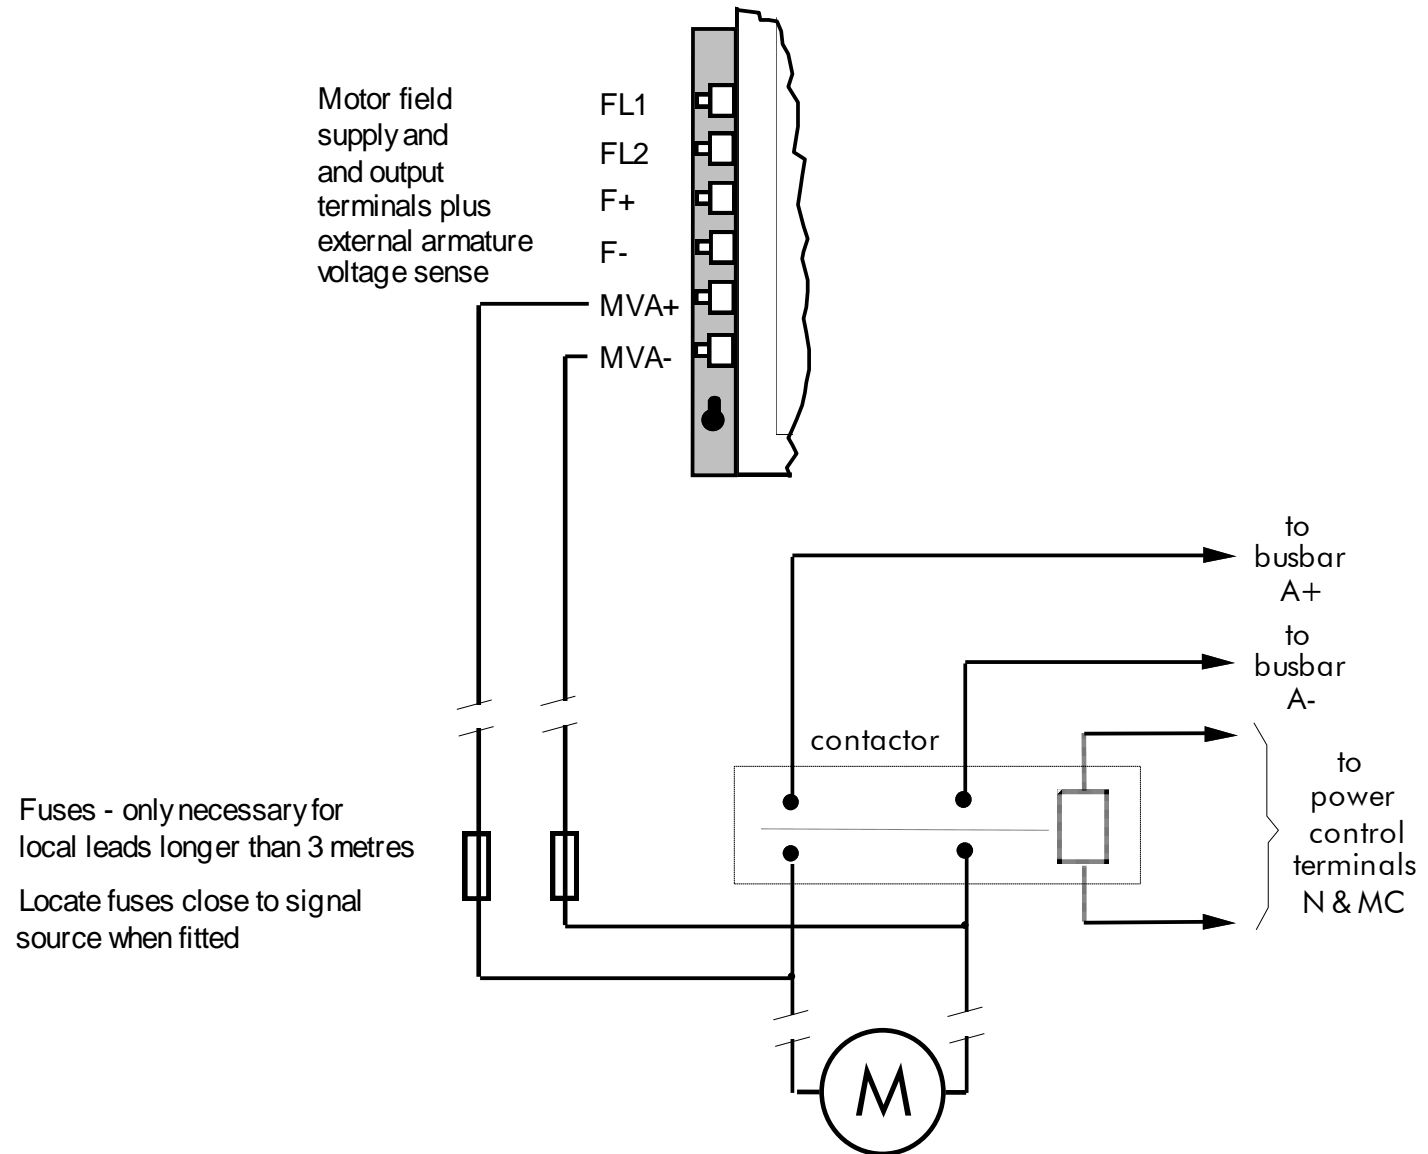 Motor field
supply and
and output
terminals plus
external armature
voltage sense
FL1
FL2
F+
F-
MVA+
MVA-
to
busbar
A+
to
busbar
A-
contactor
to
power
control
terminals
N & MC
Fuses - only necessary for
local leads longer than 3 metres
Locate fuses close to signal
source when fitted
M